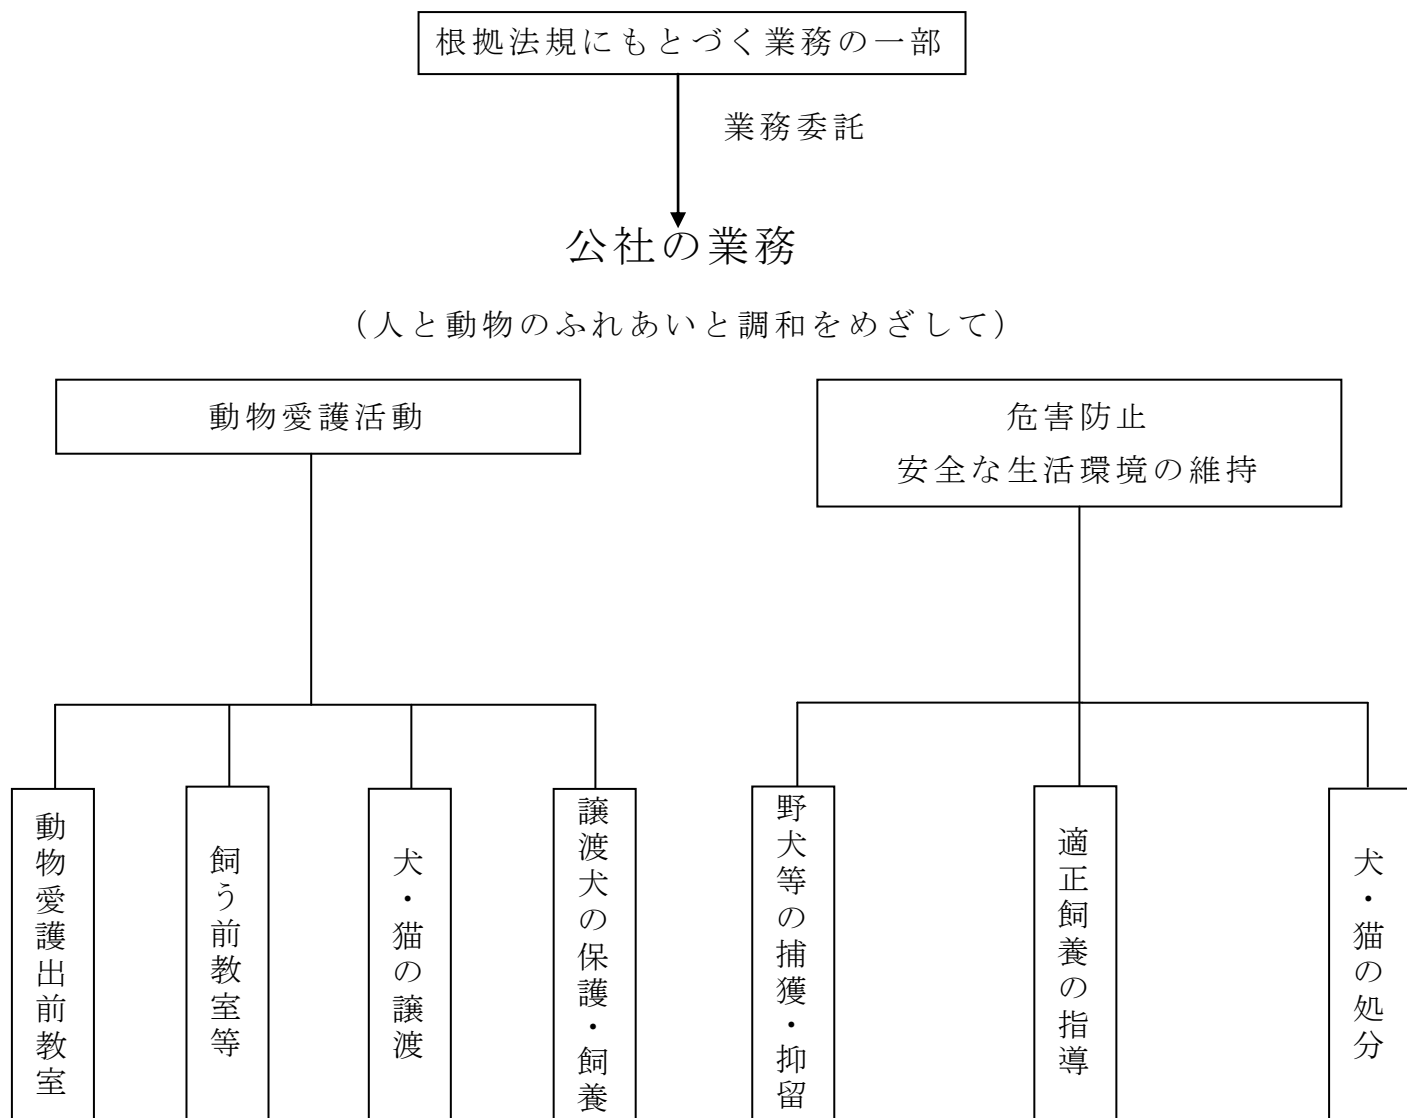 根拠法規にもとづく業務の一部
業務委託
公社の業務
（人と動物のふれあいと調和をめざして）
動物愛護活動
危害防止
安全な生活環境の維持
動物愛護出前教室
飼う前教室等
犬・猫の譲渡
譲渡犬の保護・飼養
野犬等の捕獲・抑留
適正飼養の指導
犬・猫の処分